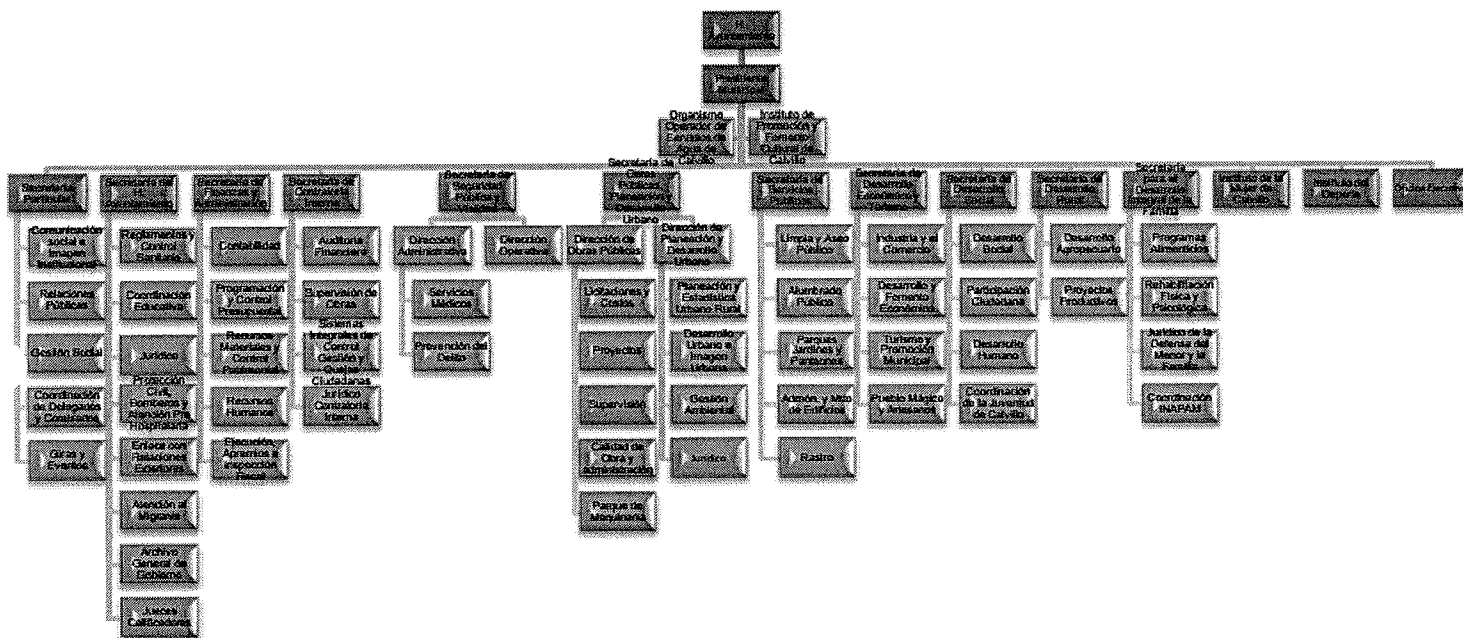 H.
Ayuntamiento
Presidente
Municipal
Organismo
Operador de
Servicios de
Agua de
Calvillo
Instituto de
Promoción y
Fomento
Cultural de
Calvillo
Secretaría
Particular
Secretaría del
H.
Ayuntamiento
Secretaría de
Finanzas y
Administración
Secretaría de
Contraloría
Interna
Secretaría de
Seguridad
Pública y
Secretaría de
Obras
Públicas,
Planeación y
Desarrollo
Urbano
Secretaría de
Servicios
Públicos
Secretaría de
Desarrollo
Económico y
Turismo
Secretaría de
Desarrollo
Social
Secretaría de
Desarrollo
Rural
Secretaría
para el
Desarrollo
Integral de la
Familia
Instituto de la
Mujer de
Calvillo
Instituto del
Deporte
Comunicación
social e
Imagen
Institucional
Relaciones
Públicas
Gestión Social
Coordinación
de Delegados
y Comisarios
Giras y
Eventos
Reglamentos y
Control
Sanitario
Coordinación
Educativa
Jurídico
Protección
Civil,
Bomberos y
Atención Pre
Hospitalaria
Enlace con
Relaciones
Exteriores
Atención al
Migrante
Archivo
General de
Gobierno
Jueces
Calificadores
Contabilidad
Programación
y Control
Presupuestal
Recursos
Materiales y
Control
Patrimonial
Recursos
Humanos
Ejecución,
Apremios e
Inspección
Fiscal
Auditoría
Financiera
Supervisión de
Obras
Sistemas
Integrales de
Control
Gestión y
Quejas
Ciudadanas
Jurídico
Contraloría
Interna
Dirección
Administrativa
Servicios
Médicos
Prevención del
Delito
Dirección
Operativa
Dirección de
Obras Públicas
Licitaciones y
Costos
Proyectos
Supervisión
Calidad de
Obra y
administración
Parque de
Maquinaria
Dirección de
Planeación y
Desarrollo
Urbano
Planeación y
Estadística
Urbano Rural
Desarrollo
Urbano e
Imagen
Urbana
Gestión
Ambiental
Jurídico
Limpia y Aseo
Público
Alumbrado
Público
Parques
Jardines y
Panteones
Admón. y Mtto
de Edificios
Rastro
Industria y el
Comercio
Desarrollo y
Fomento
Económico
Turismo y
Promoción
Municipal
Pueblo Mágico
y Artesanos
Desarrollo
Social
Participación
Ciudadana
Desarrollo
Humano
Coordinación
de la Juventud
de Calvillo
Desarrollo
Agropecuario
Proyectos
Productivos
Programas
Alimenticios
Rehabilitación
Física y
Psicológica
Jurídico de la
Defensa del
Menor y la
Familia
Coordinación
INAPAM